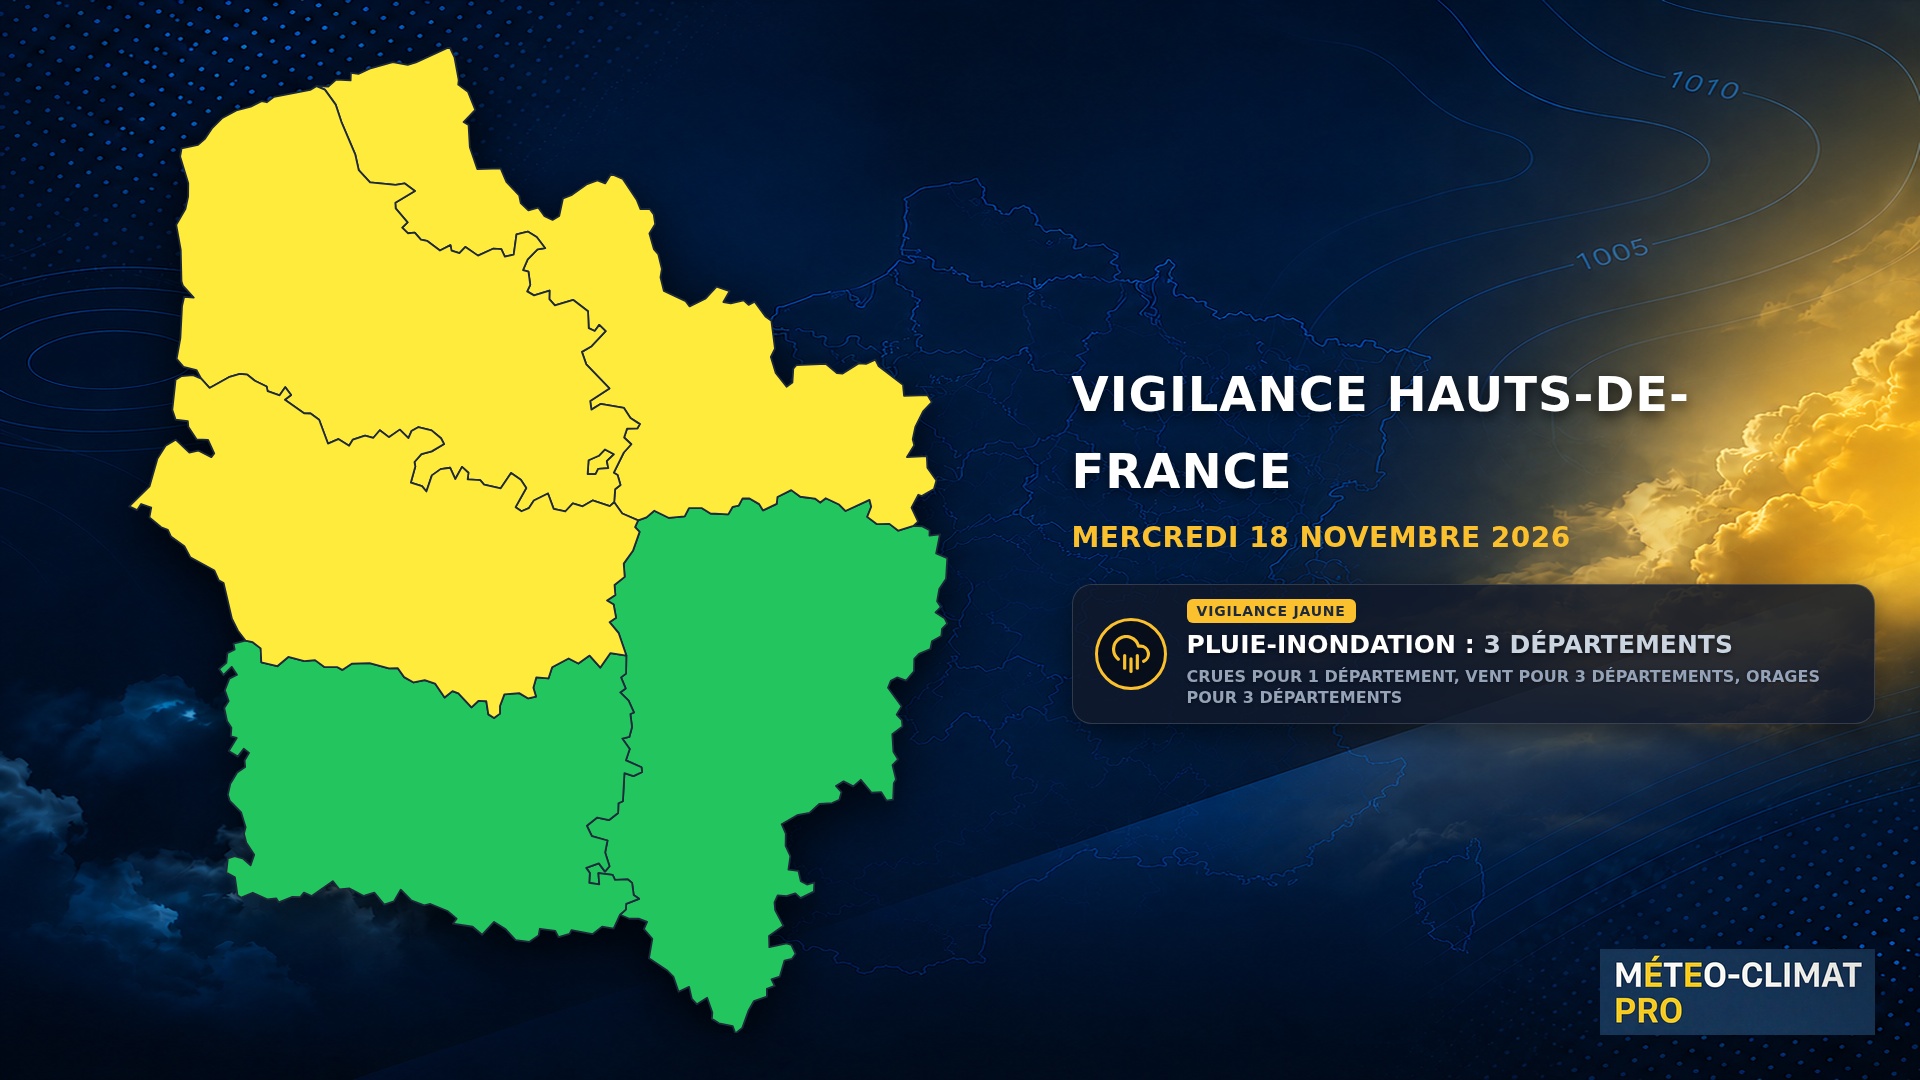 1010
1005
VIGILANCE HAUTS-DE-
FRANCE
MERCREDI 18 NOVEMBRE 2026
VIGILANCE JAUNE
PLUIE-INONDATION : 3 DÉPARTEMENTS
CRUES POUR 1 DÉPARTEMENT, VENT POUR 3 DÉPARTEMENTS, ORAGES
POUR 3 DÉPARTEMENTS
MÉTEO-CLIMAT
PRO